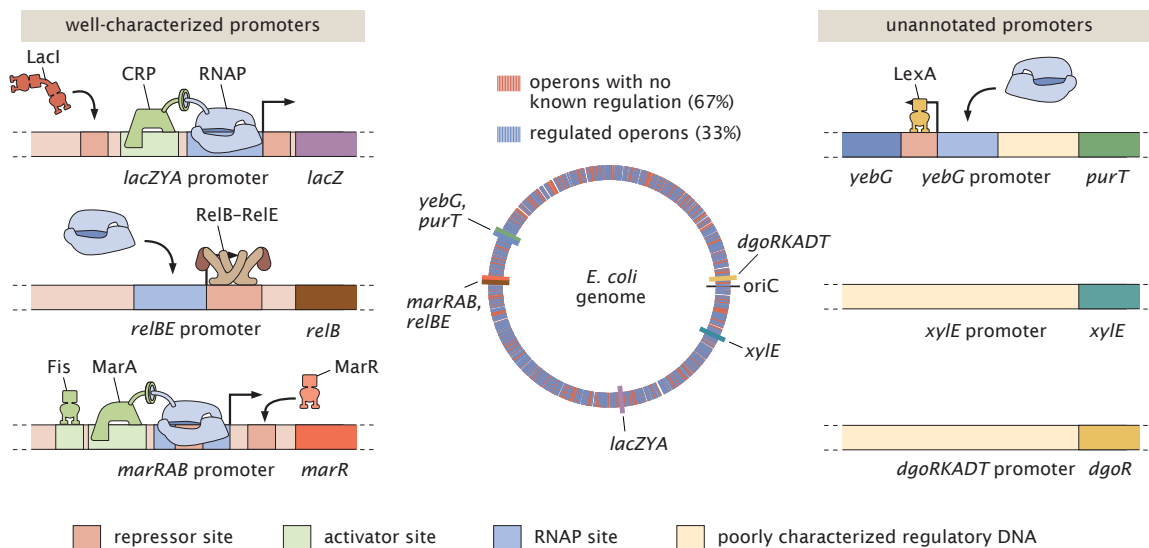 well-characterized promoters
LacI
CRP
RNAP
lacZYA promoter
lacZ
RelB–RelE
relBE promoter
relB
Fis
MarA
MarR
marRAB promoter
marR
operons with no
known regulation (67%)
regulated operons (33%)
yebG,
purT
marRAB,
relBE
E. coli
genome
dgoRKADT
oriC
xylE
lacZYA
unannotated promoters
LexA
yebG
yebG promoter
purT
xylE promoter
xylE
dgoRKADT promoter
dgoR
repressor site
activator site
RNAP site
poorly characterized regulatory DNA